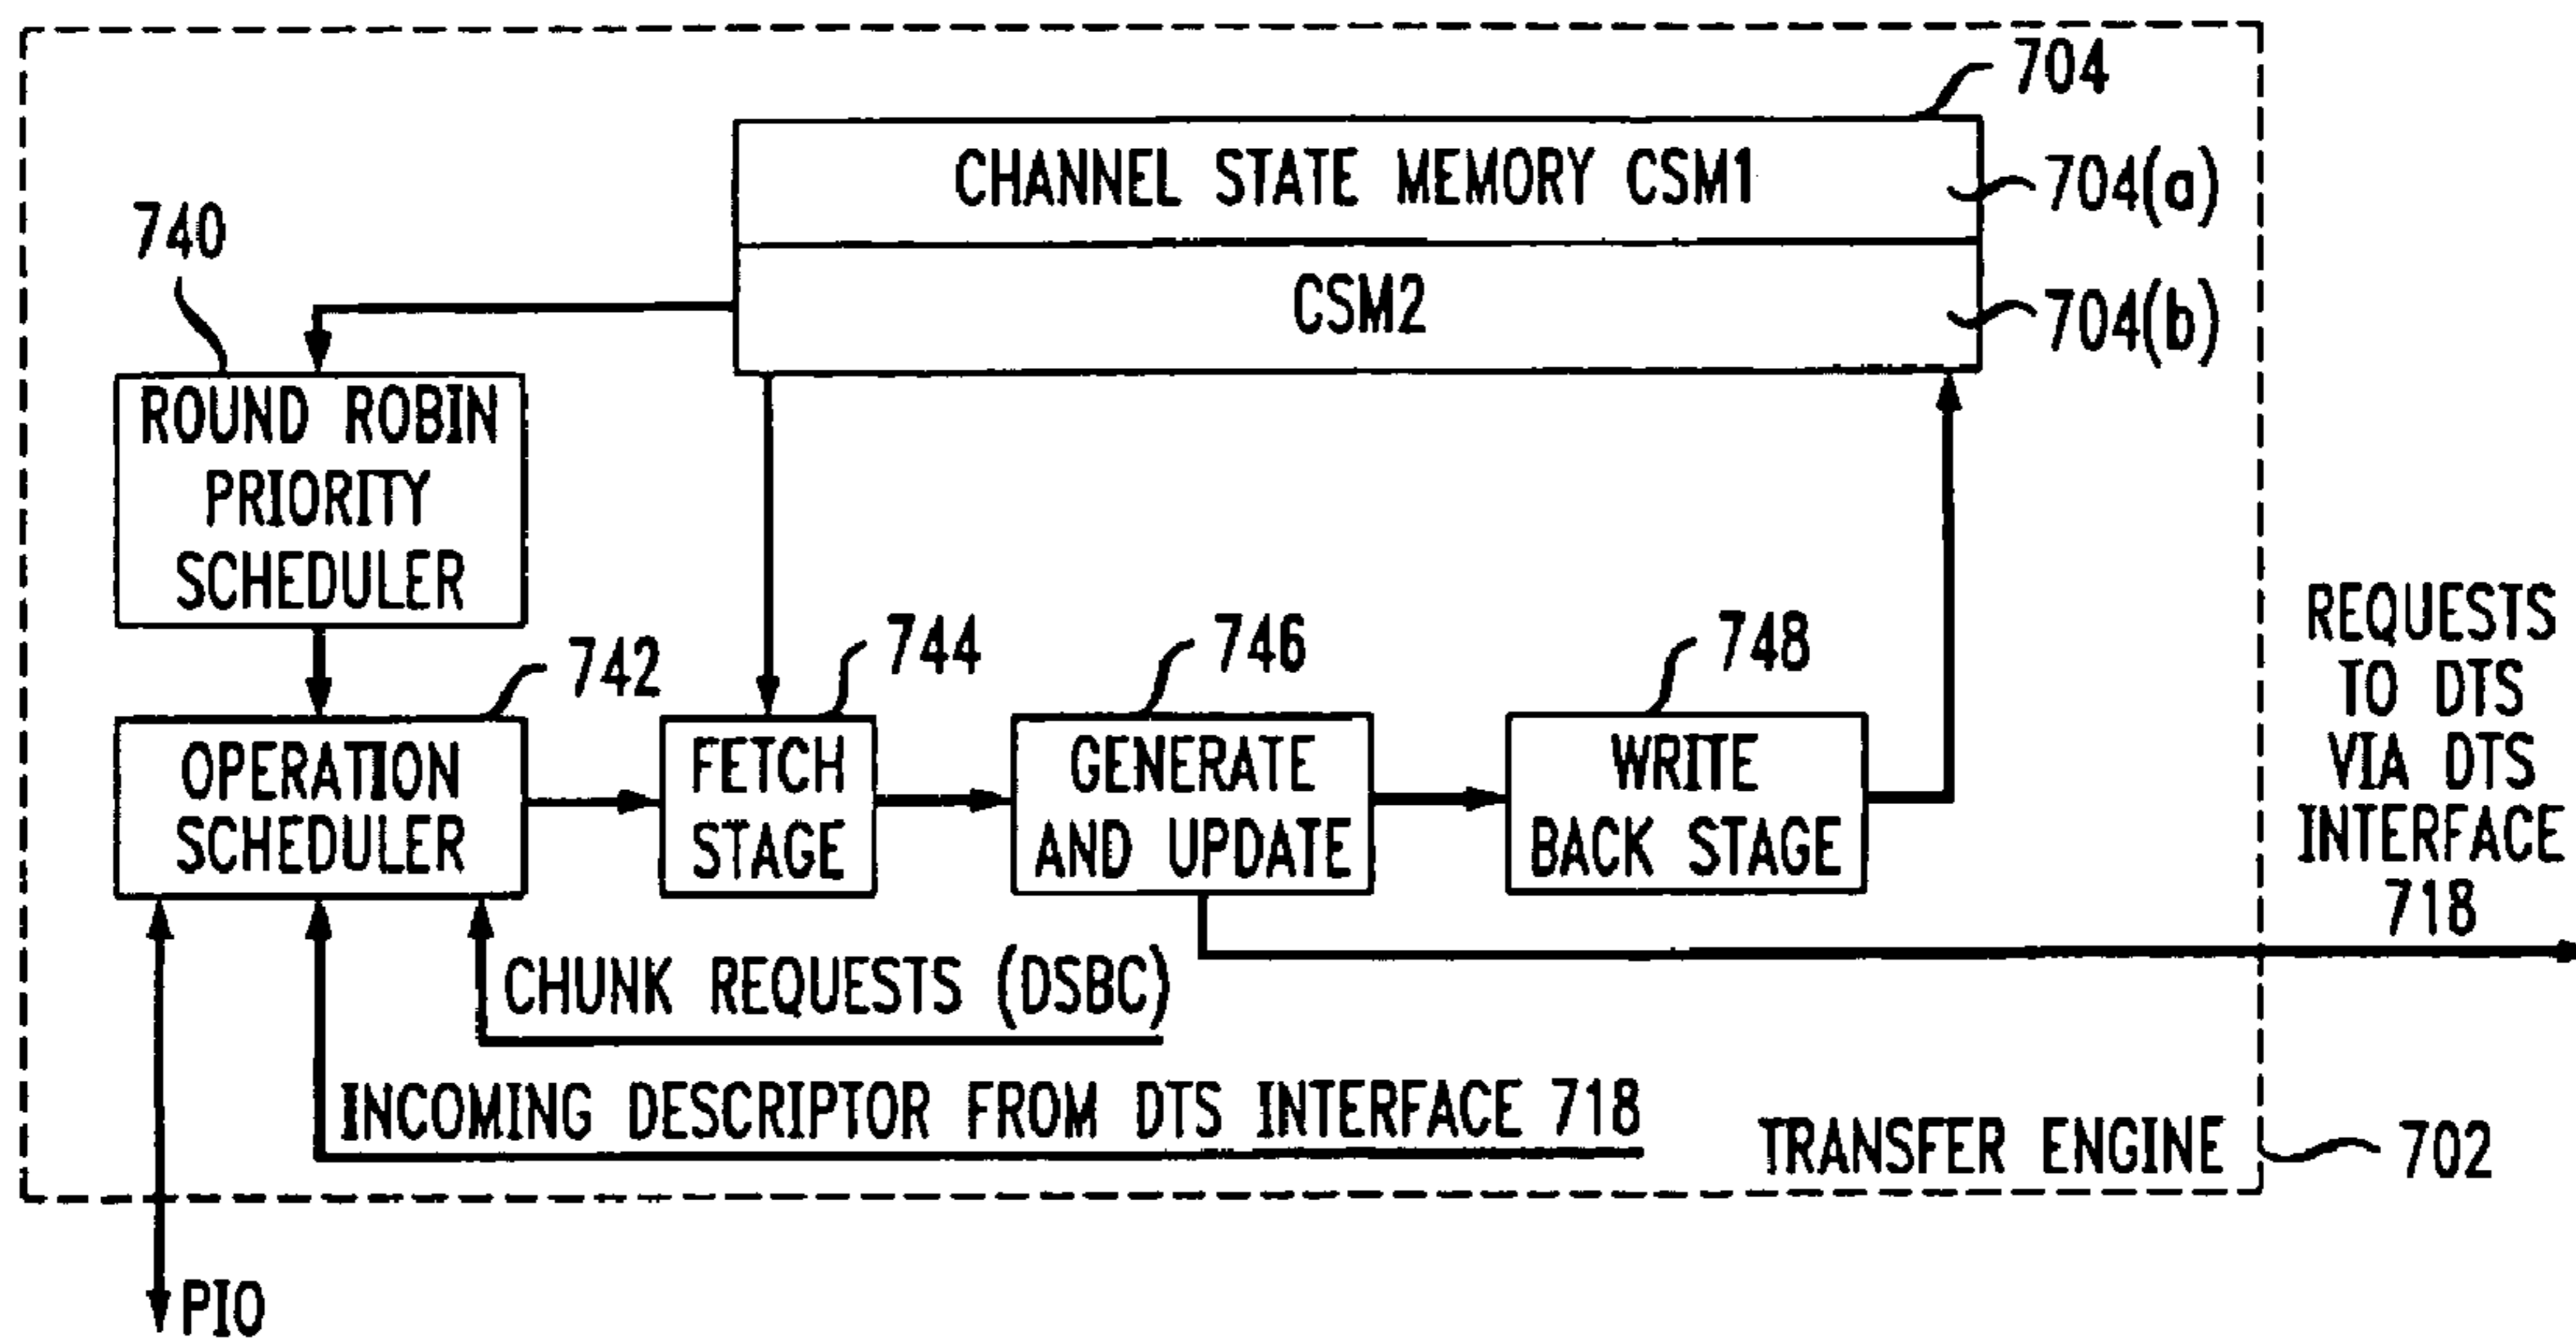 704
CHANNEL STATE MEMORY CSM1
704(a)
740
CSM2
704(b)
ROUND ROBIN
PRIORITY
SCHEDULER
742
744
746
748
OPERATION
SCHEDULER
FETCH
STAGE
GENERATE
AND UPDATE
WRITE
BACK STAGE
REQUESTS
TO DTS
VIA DTS
INTERFACE
718
CHUNK REQUESTS (DSBC)
INCOMING DESCRIPTOR FROM DTS INTERFACE 718
TRANSFER ENGINE
702
PIO